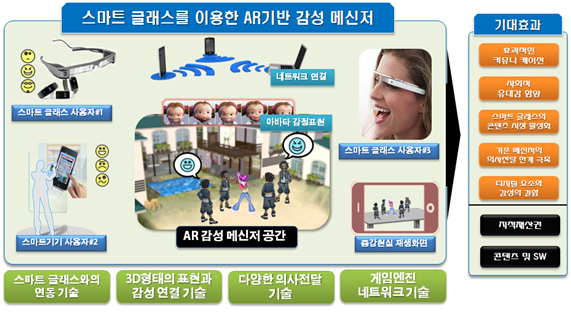 스마트 글래스를 이용한 AR기반 감성 메신저
네트워크 연결
스마트 글래스 사용자#1
아바타 감정표현
스마트 글래스 사용자#3
스마트기기 사용자#2
AR 감성 메신저 공간
증강현실 재생화면
스마트 글래스와의
연동 기술
3D형태의 표현과
감성 연결 기술
다양한 의사전달
기술
게임엔진
네트워크 기술
기대효과
효과적인
커뮤니 케이션
사회적
유대감 함양
스마트 글래스의
콘텐츠 시장 활성화
기존 메신저의
의사전달 한계 극복
디지털 요소와
감성의 결합
지적재산권
콘텐츠 및 SW